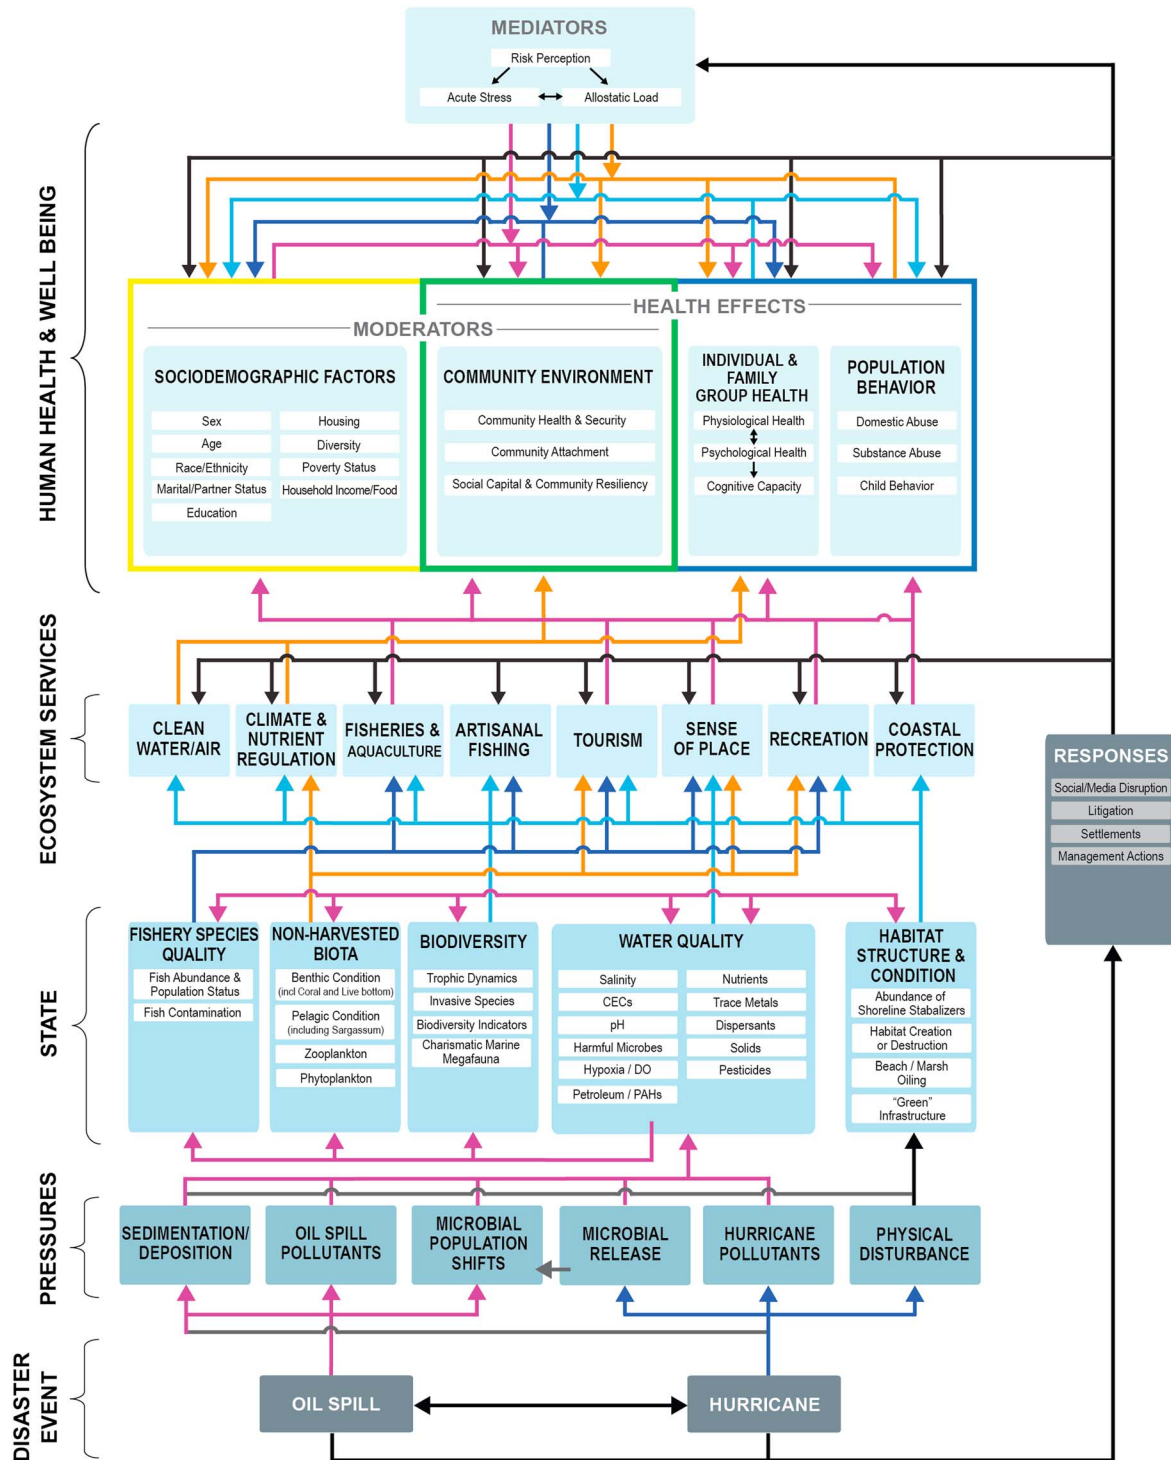 MEDIATORS
Risk Perception
Acute Stress
Allostatic Load
HUMAN HEALTH & WELL BEING
HEALTH EFFECTS
MODERATORS
SOCIODEMOGRAPHIC FACTORS
Sex
Age
Race/Ethnicity
Marital/Partner Status
Education
Housing
Diversity
Poverty Status
Household Income/Food
COMMUNITY ENVIRONMENT
Community Health & Security
Community Attachment
Social Capital & Community Resiliency
INDIVIDUAL &
FAMILY
GROUP HEALTH
Physiological Health
Psychological Health
Cognitive Capacity
POPULATION
BEHAVIOR
Domestic Abuse
Substance Abuse
Child Behavior
ECOSYSTEM SERVICES
CLEAN
WATER/AIR
CLIMATE &
NUTRIENT
REGULATION
FISHERIES &
AQUACULTURE
ARTISANAL
FISHING
TOURISM
SENSE
OF PLACE
RECREATION
COASTAL
PROTECTION
RESPONSES
Social/Media Disruption
Litigation
Settlements
Management Actions
STATE
FISHERY SPECIES
QUALITY
Fish Abundance &
Population Status
Fish Contamination
NON-HARVESTED
BIOTA
Benthic Condition
(incl Coral and Live bottom)
Pelagic Condition
(including Sargassum)
Zooplankton
Phytoplankton
BIODIVERSITY
Trophic Dynamics
Invasive Species
Biodiversity Indicators
Charismatic Marine
Megafauna
WATER QUALITY
Salinity
CECs
pH
Harmful Microbes
Hypoxia / DO
Petroleum / PAHs
Nutrients
Trace Metals
Dispersants
Solids
Pesticides
HABITAT
STRUCTURE &
CONDITION
Abundance of
Shoreline Stabalizers
Habitat Creation
or Destruction
Beach / Marsh
Oiling
“Green”
Infrastructure
PRESSURES
SEDIMENTATION/
DEPOSITION
OIL SPILL
POLLUTANTS
MICROBIAL
POPULATION
SHIFTS
MICROBIAL
RELEASE
HURRICANE
POLLUTANTS
PHYSICAL
DISTURBANCE
DISASTER
EVENT
OIL SPILL
HURRICANE